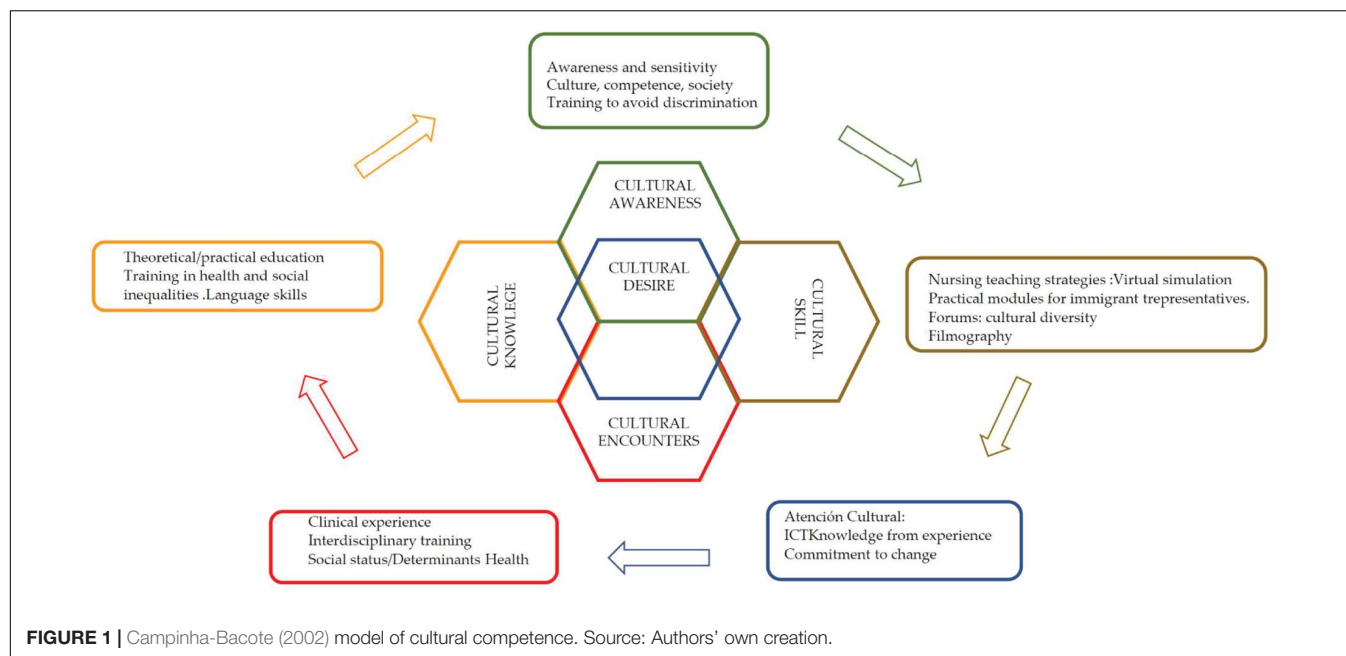 Awareness and sensitivity
Culture, competence, society
Training to avoid discrimination
CULTURAL
AWARENESS
CULTURAL
DESIRE
CULTURAL
KNOWLEGE
CULTURAL
SKILL
CULTURAL
ENCOUNTERS
Theoretical/practical education
Training in health and social
inequalities .Language skills
Nursing teaching strategies :Virtual simulation
Practical modules for immigrant trepresentatives.
Forums: cultural diversity
Filmography
Clinical experience
Interdisciplinary training
Social status/Determinants Health
Atención Cultural:
ICTKnowledge from experience
Commitment to change
FIGURE 1 | Campinha-Bacote (2002) model of cultural competence. Source: Authors' own creation.